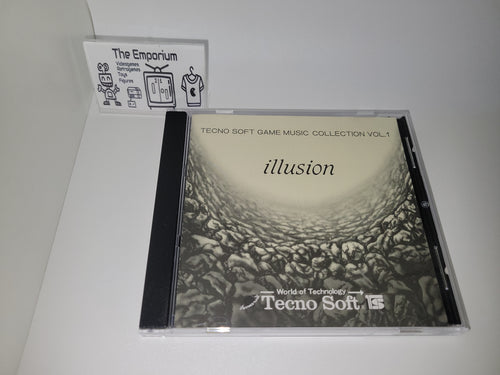 The Emporium
Videogames
Retrogames
Toys
Figures
TECNO SOFT GAME MUSIC COLLECTION VOL.1
illusion
World of Technology
Tecno Soft